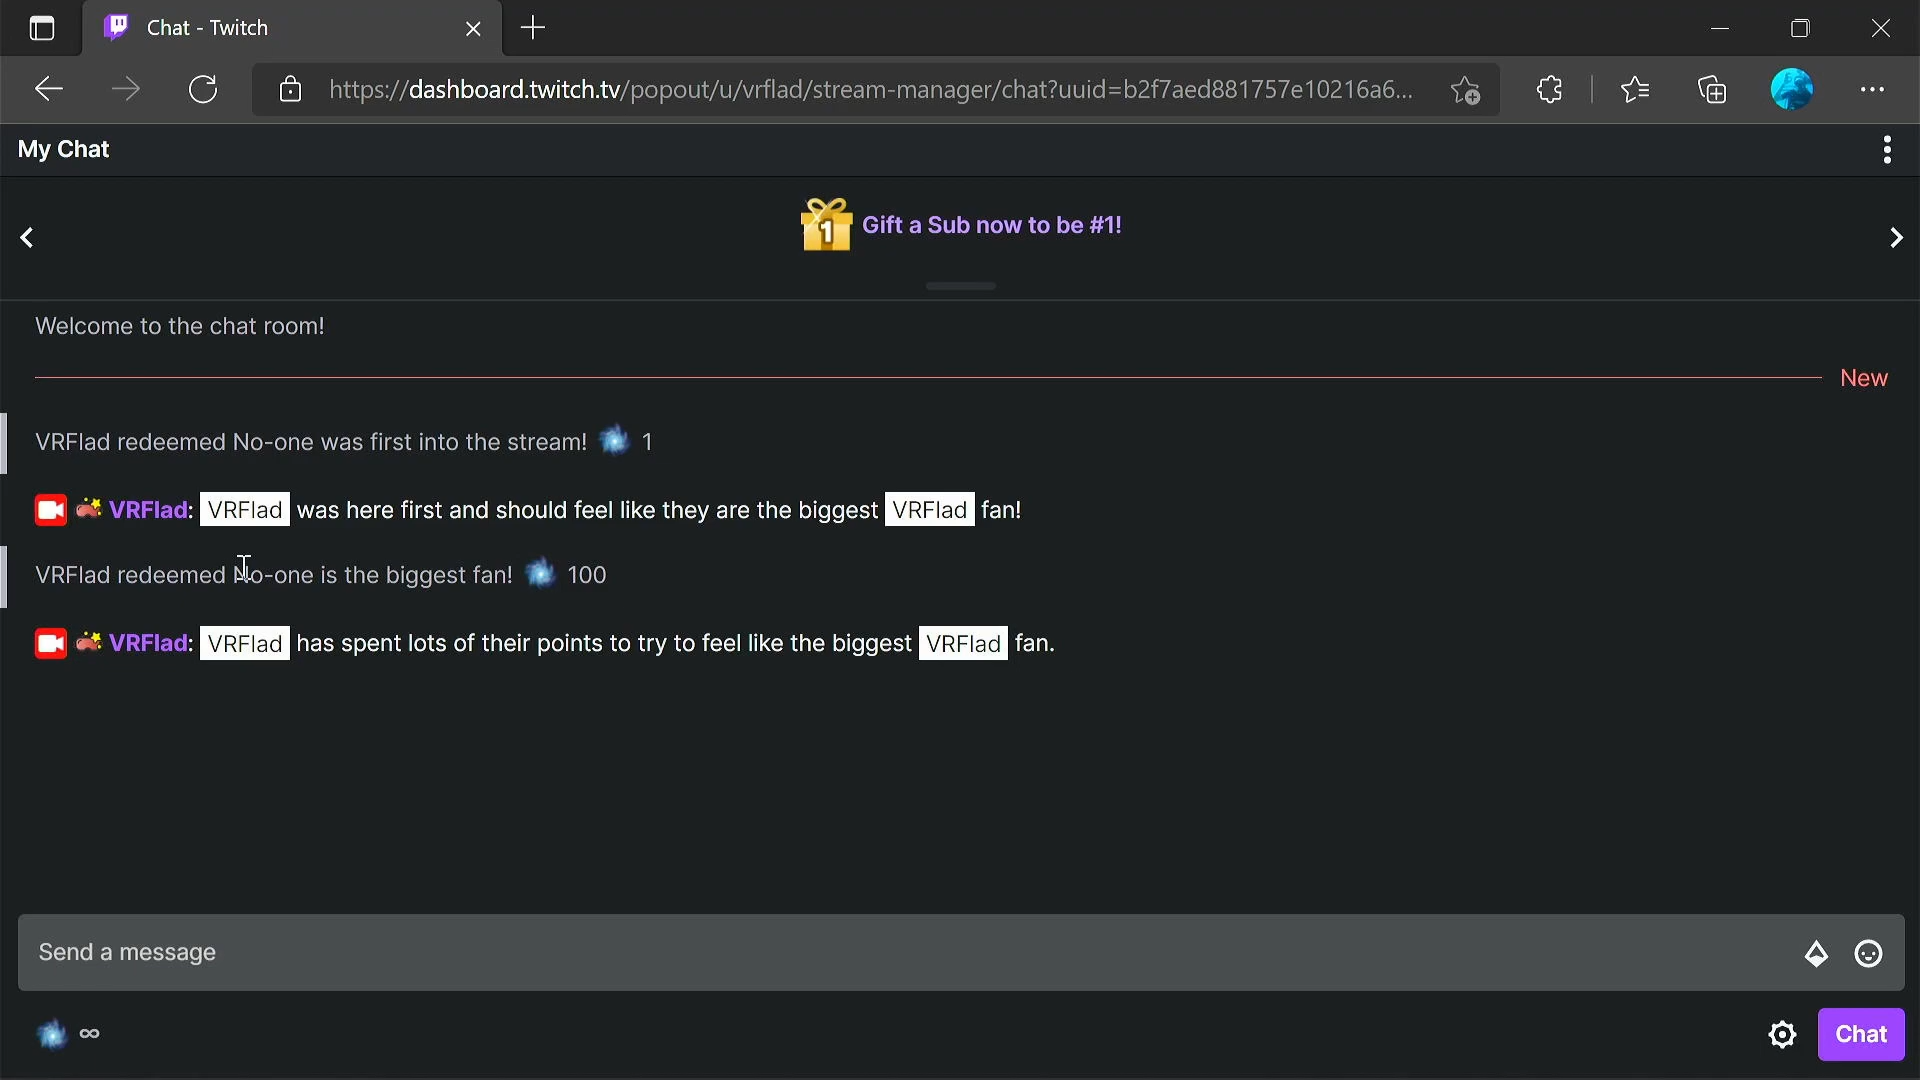 Chat - Twitch
https://dashboard.twitch.tv/popout/u/vrflad/stream-manager/chat?uuid=b2f7aed881757e10216a6...
My Chat
1 Gift a Sub now to be #1!
Welcome to the chat room!
New
VRFlad redeemed No-one was first into the stream! 1
VRFlad: VRFlad was here first and should feel like they are the biggest VRFlad fan!
VRFlad redeemed No-one is the biggest fan! 100
VRFlad: VRFlad has spent lots of their points to try to feel like the biggest VRFlad fan.
Send a message
∞
Chat